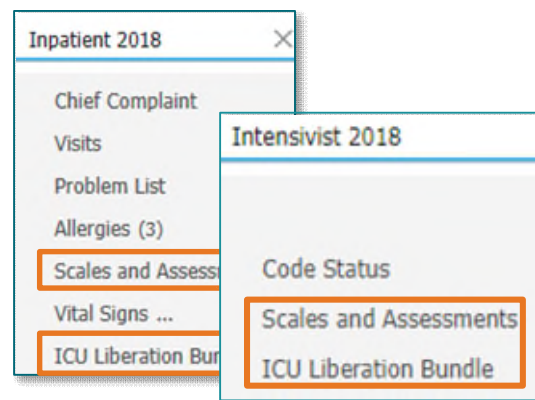 Inpatient 2018
Chief Complaint
Visits
Problem List
Allergies (3)
Scales and Assess
Vital Signs ...
ICU Liberation Bu
Intensivist 2018
Code Status
Scales and Assessments
ICU Liberation Bundle